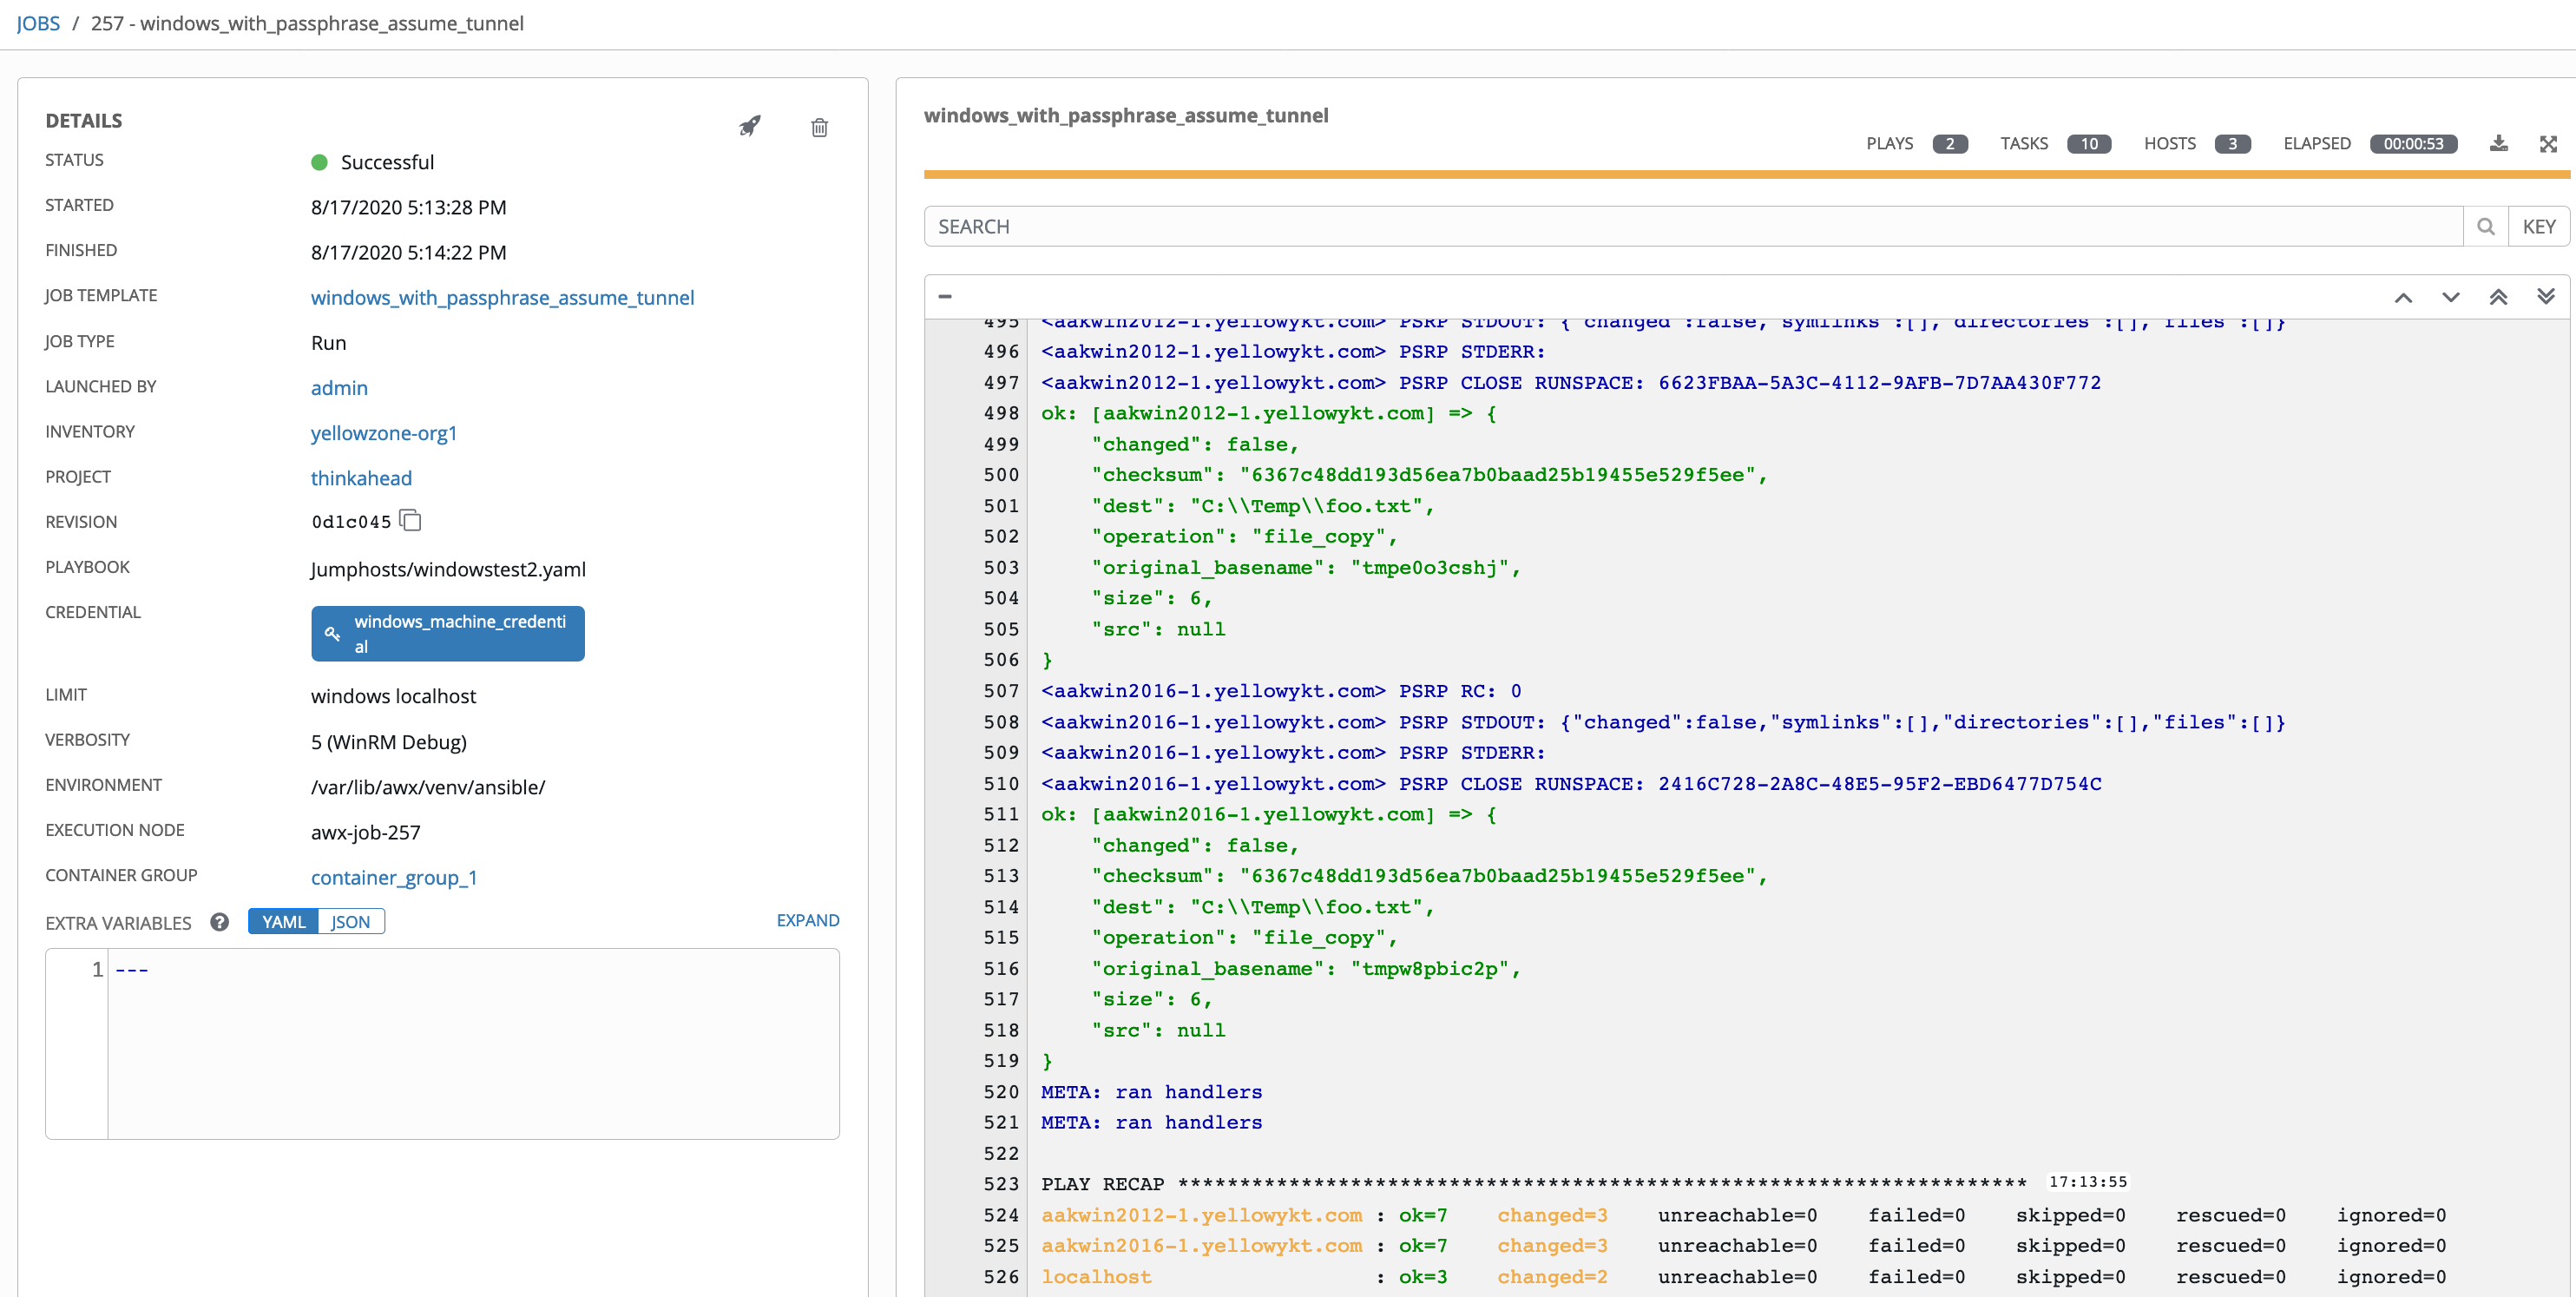 JOBS / 257 - windows_with_passphrase_assume_tunnel
DETAILS
STATUS Successful
STARTED 8/17/2020 5:13:28 PM
FINISHED 8/17/2020 5:14:22 PM
JOB TEMPLATE windows_with_passphrase_assume_tunnel
JOB TYPE Run
LAUNCHED BY admin
INVENTORY yellowzone-org1
PROJECT thinkahead
REVISION 0d1c045
PLAYBOOK Jumphosts/windowstest2.yaml
CREDENTIAL windows_machine_credenti
al
LIMIT windows localhost
VERBOSITY 5 (WinRM Debug)
ENVIRONMENT /var/lib/awx/venv/ansible/
EXECUTION NODE awx-job-257
CONTAINER GROUP container_group_1
EXTRA VARIABLES ? YAML JSON EXPAND
1 ---
windows_with_passphrase_assume_tunnel
PLAYS 2 TASKS 10 HOSTS 3 ELAPSED 00:00:53
SEARCH KEY
495 <aakwin2012-1.yellowykt.com> PSRP STDOUT: {"changed":false,"symlinks":[],"directories":[],"files":[]}
496 <aakwin2012-1.yellowykt.com> PSRP STDERR:
497 <aakwin2012-1.yellowykt.com> PSRP CLOSE RUNSPACE: 6623FBAA-5A3C-4112-9AFB-7D7AA430F772
498 ok: [aakwin2012-1.yellowykt.com] => {
499     "changed": false,
500     "checksum": "6367c48dd193d56ea7b0baad25b19455e529f5ee",
501     "dest": "C:\\Temp\\foo.txt",
502     "operation": "file_copy",
503     "original_basename": "tmpe0o3cshj",
504     "size": 6,
505     "src": null
506 }
507 <aakwin2016-1.yellowykt.com> PSRP RC: 0
508 <aakwin2016-1.yellowykt.com> PSRP STDOUT: {"changed":false,"symlinks":[],"directories":[],"files":[]}
509 <aakwin2016-1.yellowykt.com> PSRP STDERR:
510 <aakwin2016-1.yellowykt.com> PSRP CLOSE RUNSPACE: 2416C728-2A8C-48E5-95F2-EBD6477D754C
511 ok: [aakwin2016-1.yellowykt.com] => {
512     "changed": false,
513     "checksum": "6367c48dd193d56ea7b0baad25b19455e529f5ee",
514     "dest": "C:\\Temp\\foo.txt",
515     "operation": "file_copy",
516     "original_basename": "tmpw8pbic2p",
517     "size": 6,
518     "src": null
519 }
520 META: ran handlers
521 META: ran handlers
522
523 PLAY RECAP ********************************************************************* 17:13:55
524 aakwin2012-1.yellowykt.com : ok=7 changed=3 unreachable=0 failed=0 skipped=0 rescued=0 ignored=0
525 aakwin2016-1.yellowykt.com : ok=7 changed=3 unreachable=0 failed=0 skipped=0 rescued=0 ignored=0
526 localhost : ok=3 changed=2 unreachable=0 failed=0 skipped=0 rescued=0 ignored=0